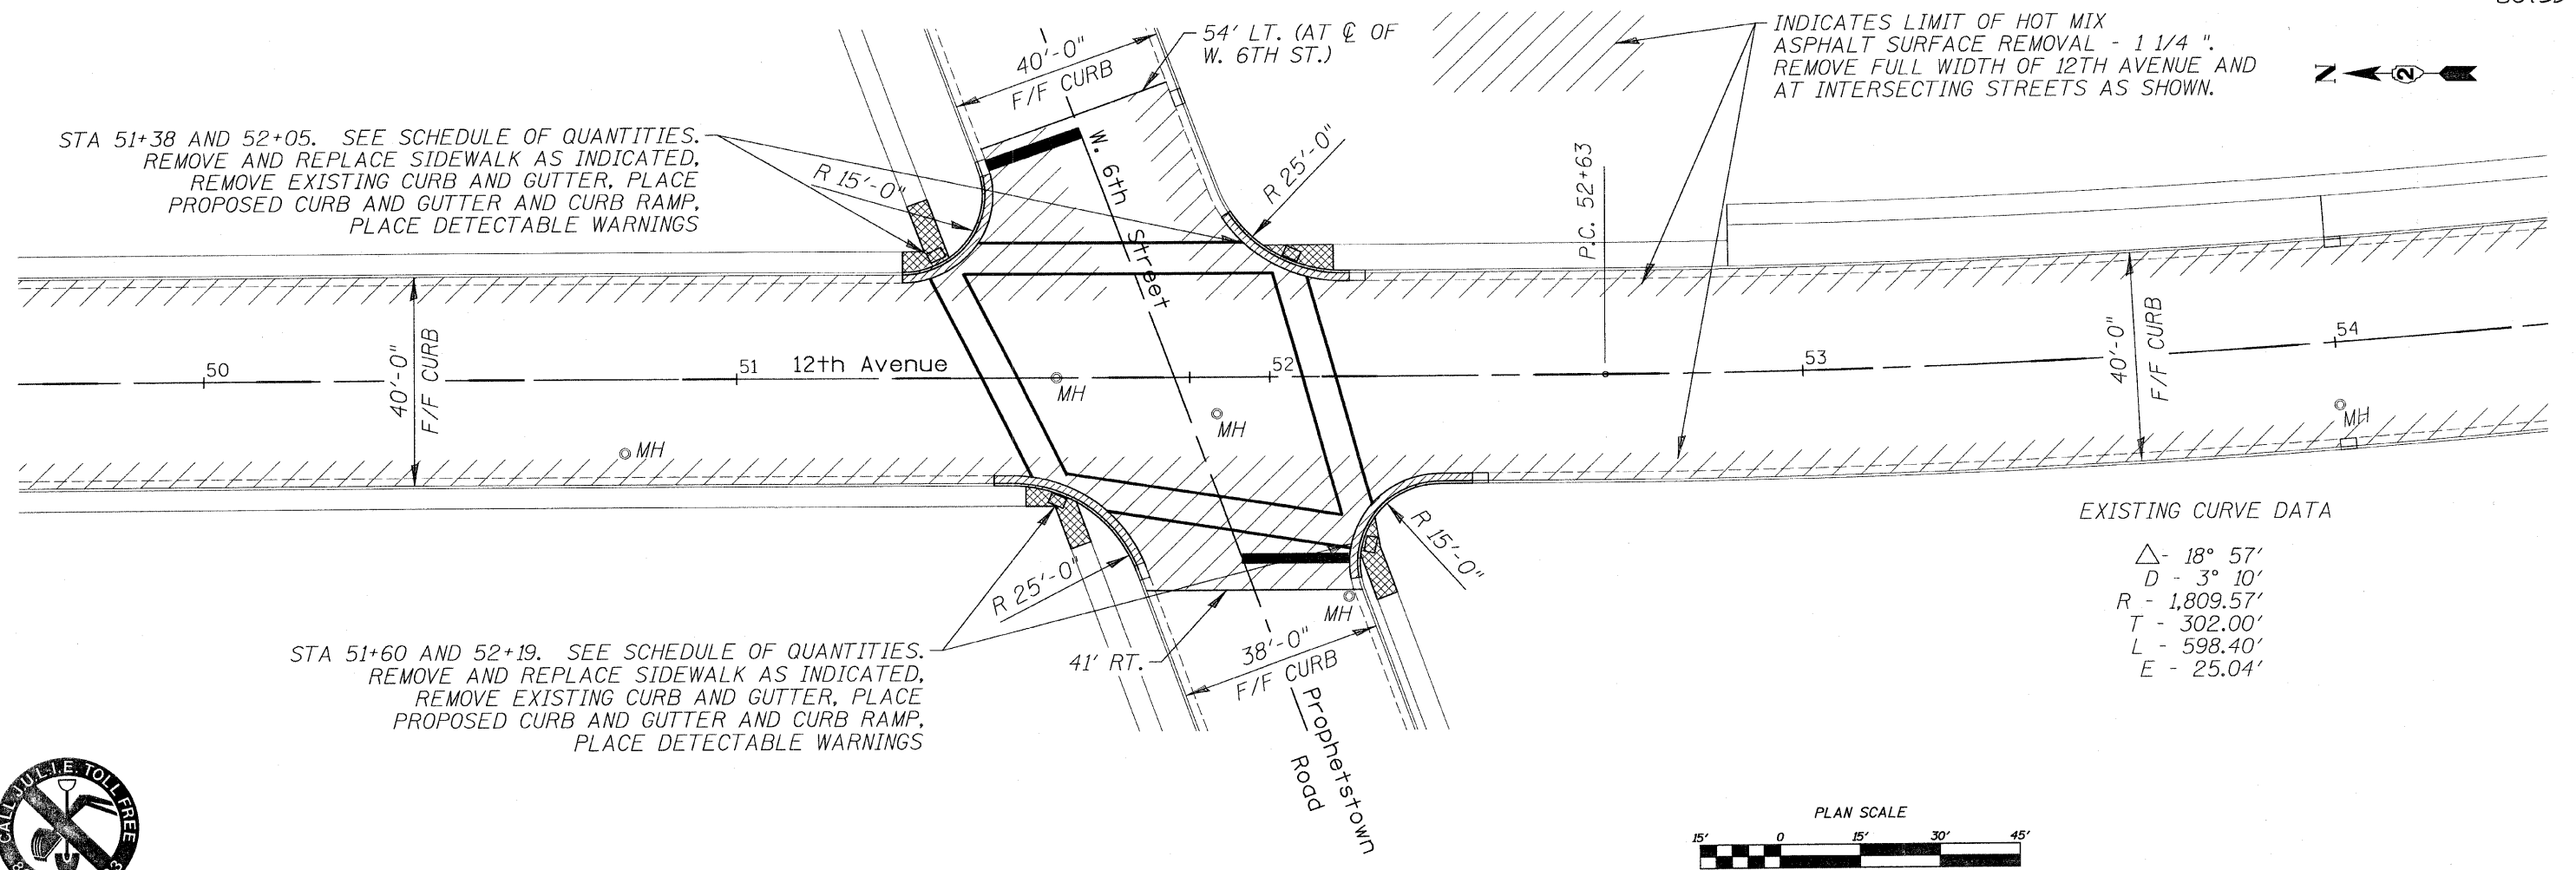 54' LT. (AT ℄ OF
W. 6TH ST.)
INDICATES LIMIT OF HOT MIX
ASPHALT SURFACE REMOVAL - 1 1/4 ".
REMOVE FULL WIDTH OF 12TH AVENUE AND
AT INTERSECTING STREETS AS SHOWN.
N
2
40'-0"
F/F CURB
STA 51+38 AND 52+05. SEE SCHEDULE OF QUANTITIES.
REMOVE AND REPLACE SIDEWALK AS INDICATED,
REMOVE EXISTING CURB AND GUTTER, PLACE
PROPOSED CURB AND GUTTER AND CURB RAMP,
PLACE DETECTABLE WARNINGS
R 15'-0"
W. 6th Street
R 25'-0"
P.C. 52+63
40'-0"
F/F CURB
50
51
12th Avenue
52
53
54
MH
MH
MH
MH
40'-0"
F/F CURB
EXISTING CURVE DATA
△- 18° 57'
D - 3° 10'
R - 1,809.57'
T - 302.00'
L - 598.40'
E - 25.04'
R 25'-0"
R 15'-0"
MH
STA 51+60 AND 52+19. SEE SCHEDULE OF QUANTITIES.
REMOVE AND REPLACE SIDEWALK AS INDICATED,
REMOVE EXISTING CURB AND GUTTER, PLACE
PROPOSED CURB AND GUTTER AND CURB RAMP,
PLACE DETECTABLE WARNINGS
41' RT.
38'-0"
F/F CURB
Prophetstown
Road
CALL J.U.L.I.E. TOLL FREE
PLAN SCALE
15' 0 15' 30' 45'